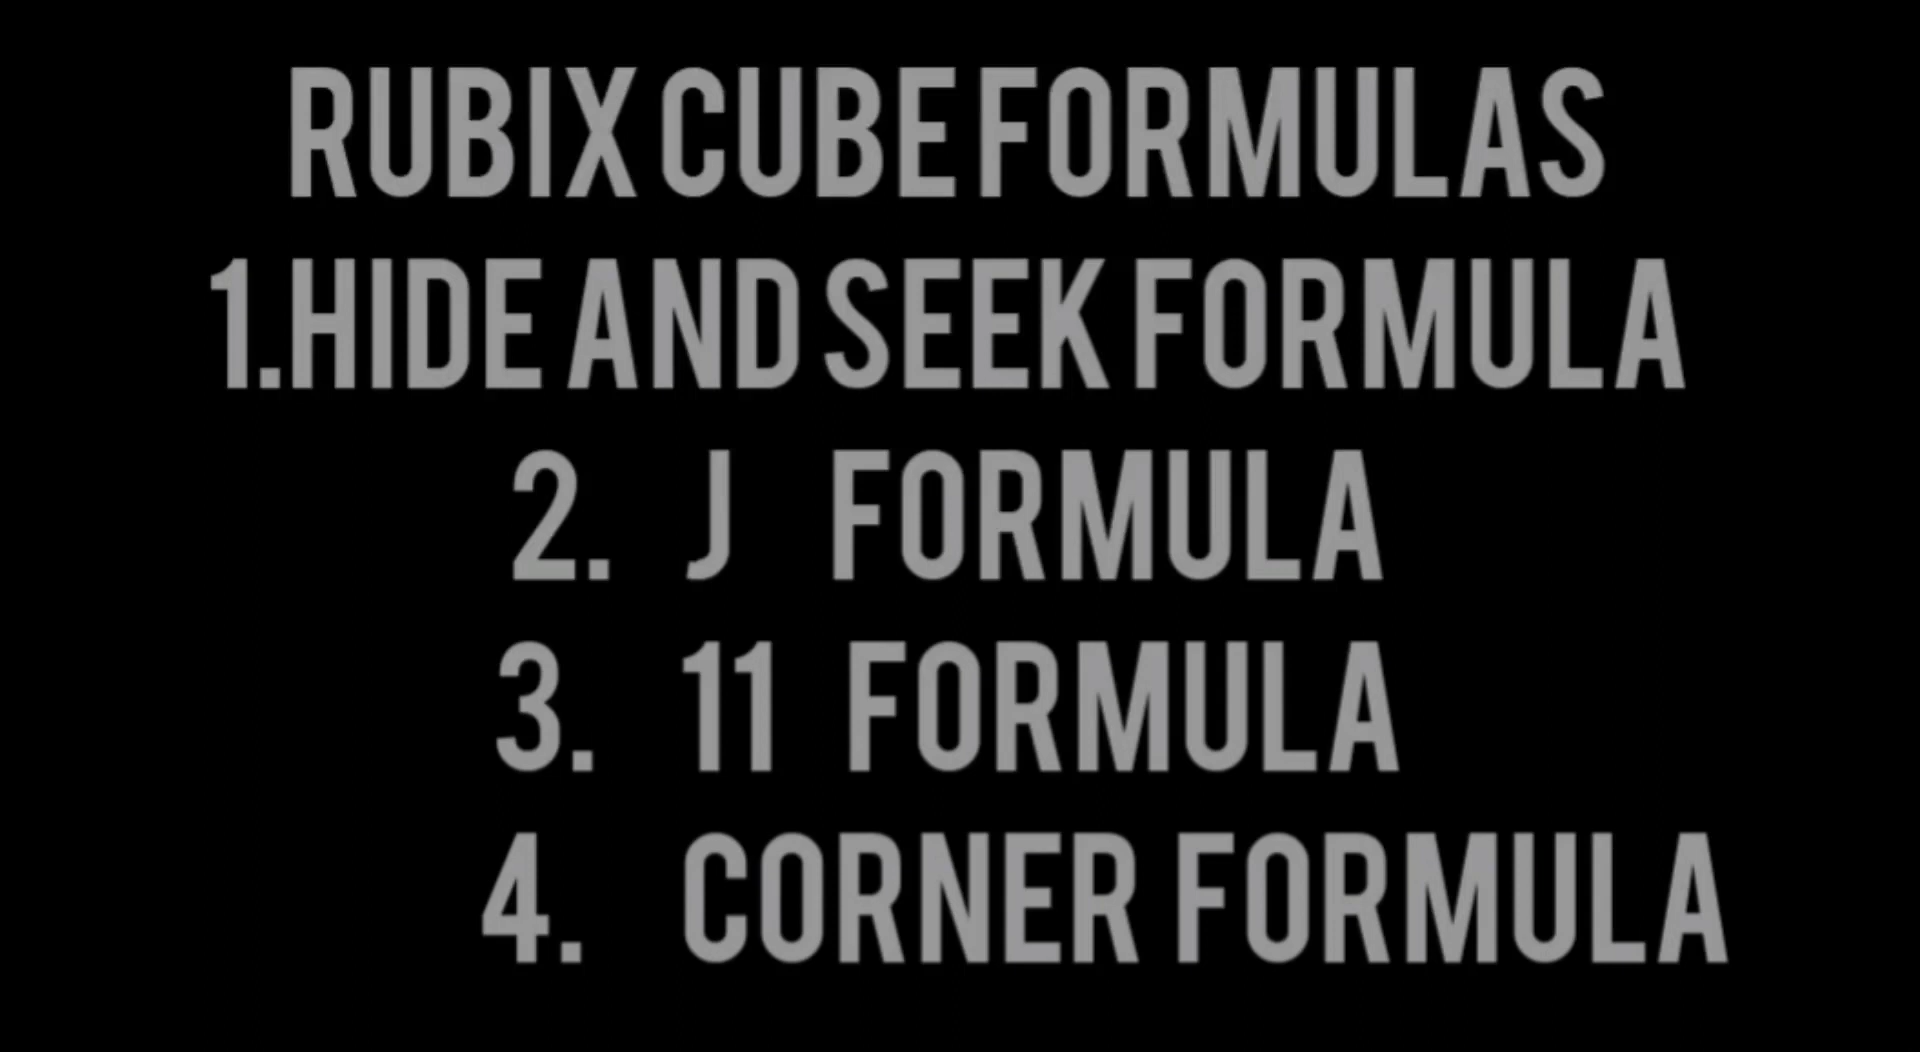 RUBIX CUBE FORMULAS
1.HIDE AND SEEK FORMULA
2. J FORMULA
3. 11 FORMULA
4. CORNER FORMULA